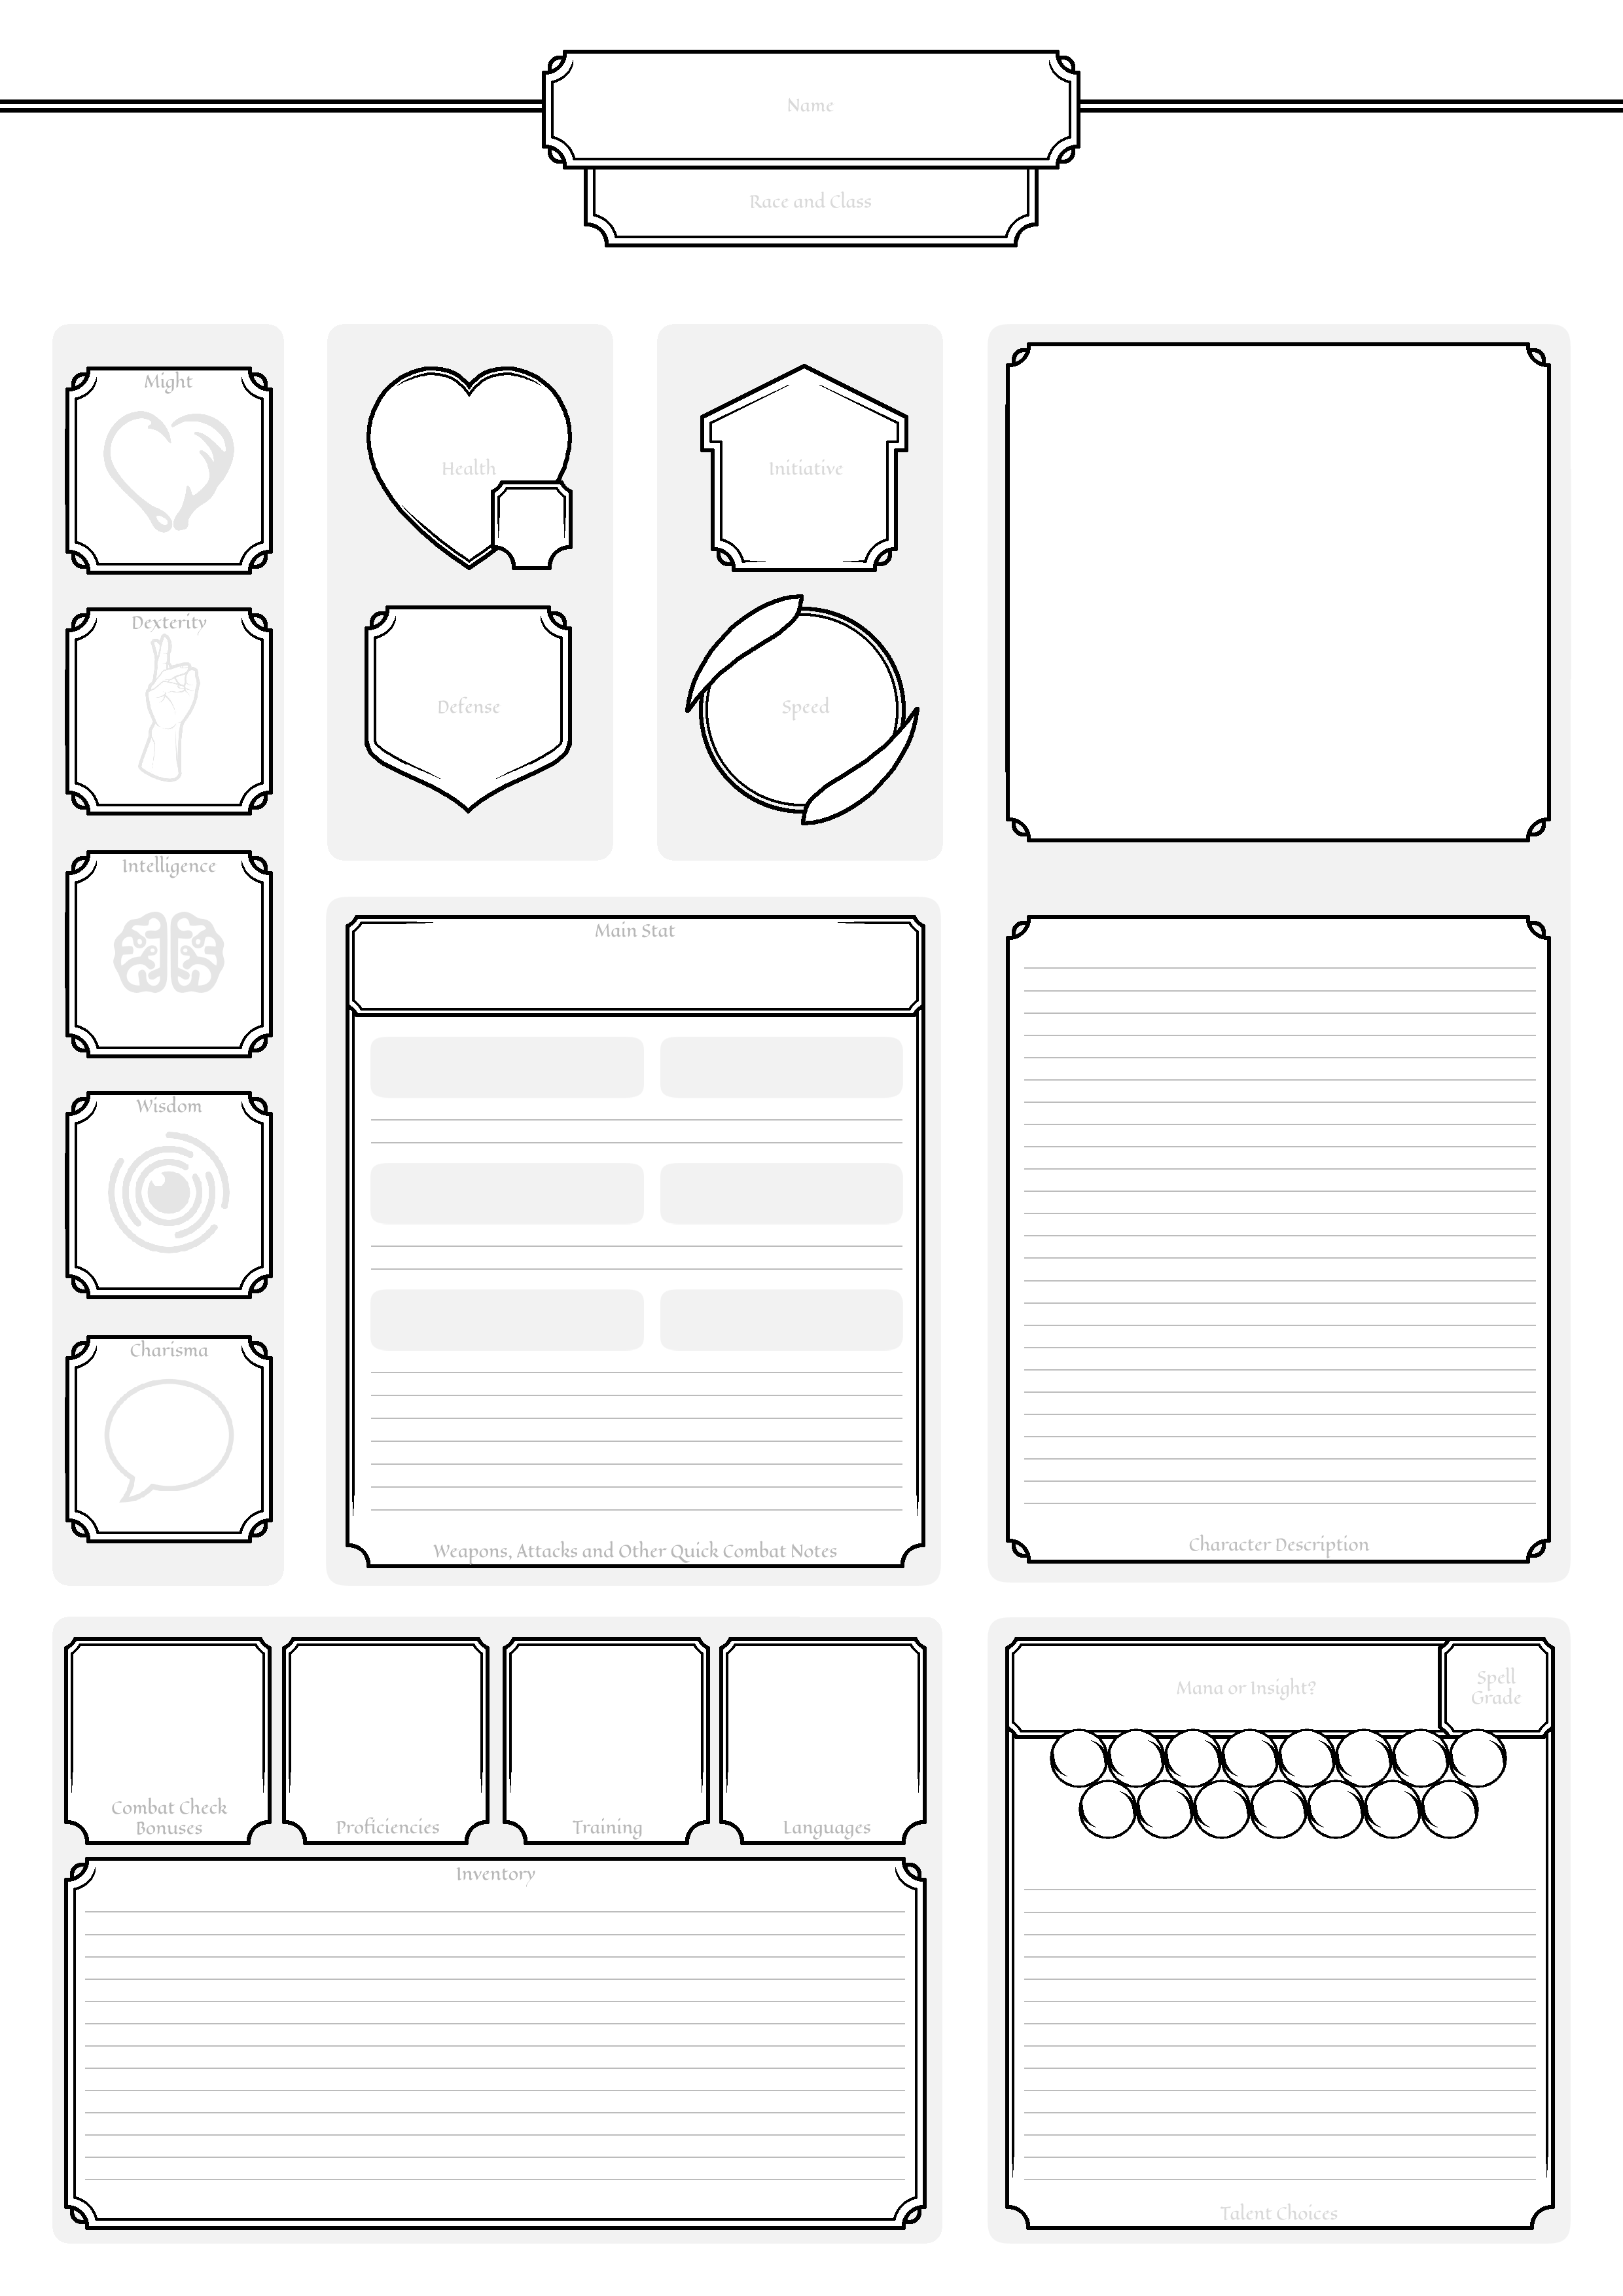 Name
Race and Class
Might
Dexterity
Intelligence
Wisdom
Charisma
Health
Defense
Initiative
Speed
Main Stat
Weapons, Attacks and Other Quick Combat Notes
Character Description
Combat Check
Bonuses
Proficiencies
Training
Languages
Inventory
Mana or Insight?
Spell
Grade
Talent Choices